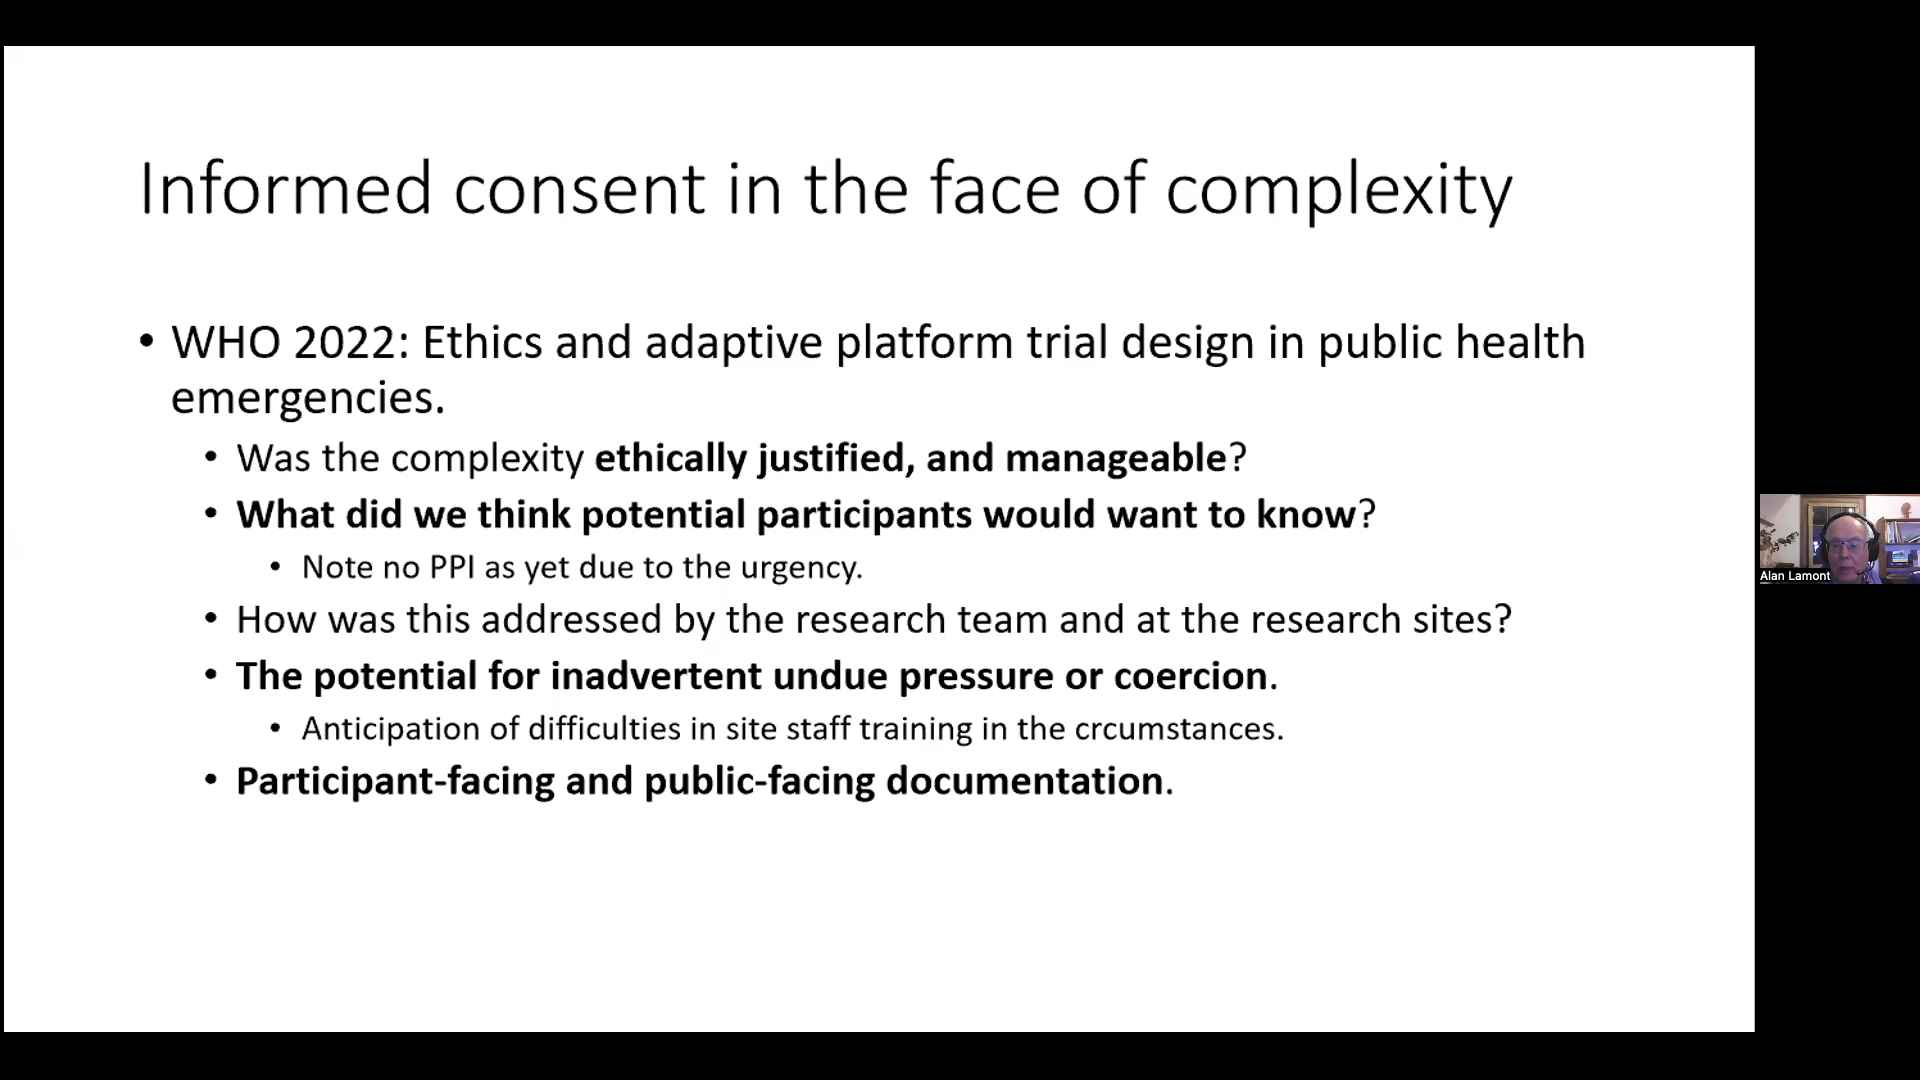 Informed consent in the face of complexity
• WHO 2022: Ethics and adaptive platform trial design in public health
emergencies.
• Was the complexity ethically justified, and manageable?
• What did we think potential participants would want to know?
• Note no PPI as yet due to the urgency.
• How was this addressed by the research team and at the research sites?
• The potential for inadvertent undue pressure or coercion.
• Anticipation of difficulties in site staff training in the crcumstances.
• Participant-facing and public-facing documentation.
Alan Lamont